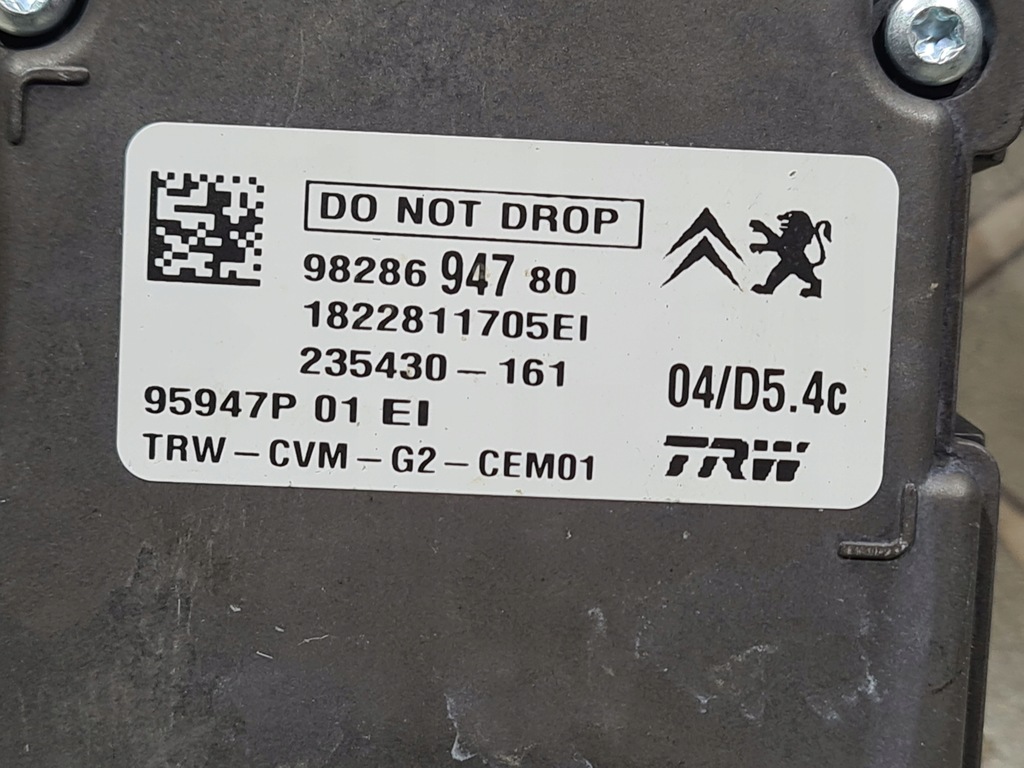 DO NOT DROP
98286 947 80
1822811705EI
235430-161
04/D5.4c
95947P 01 EI
TRW-CVM-G2-CEM01
TRW